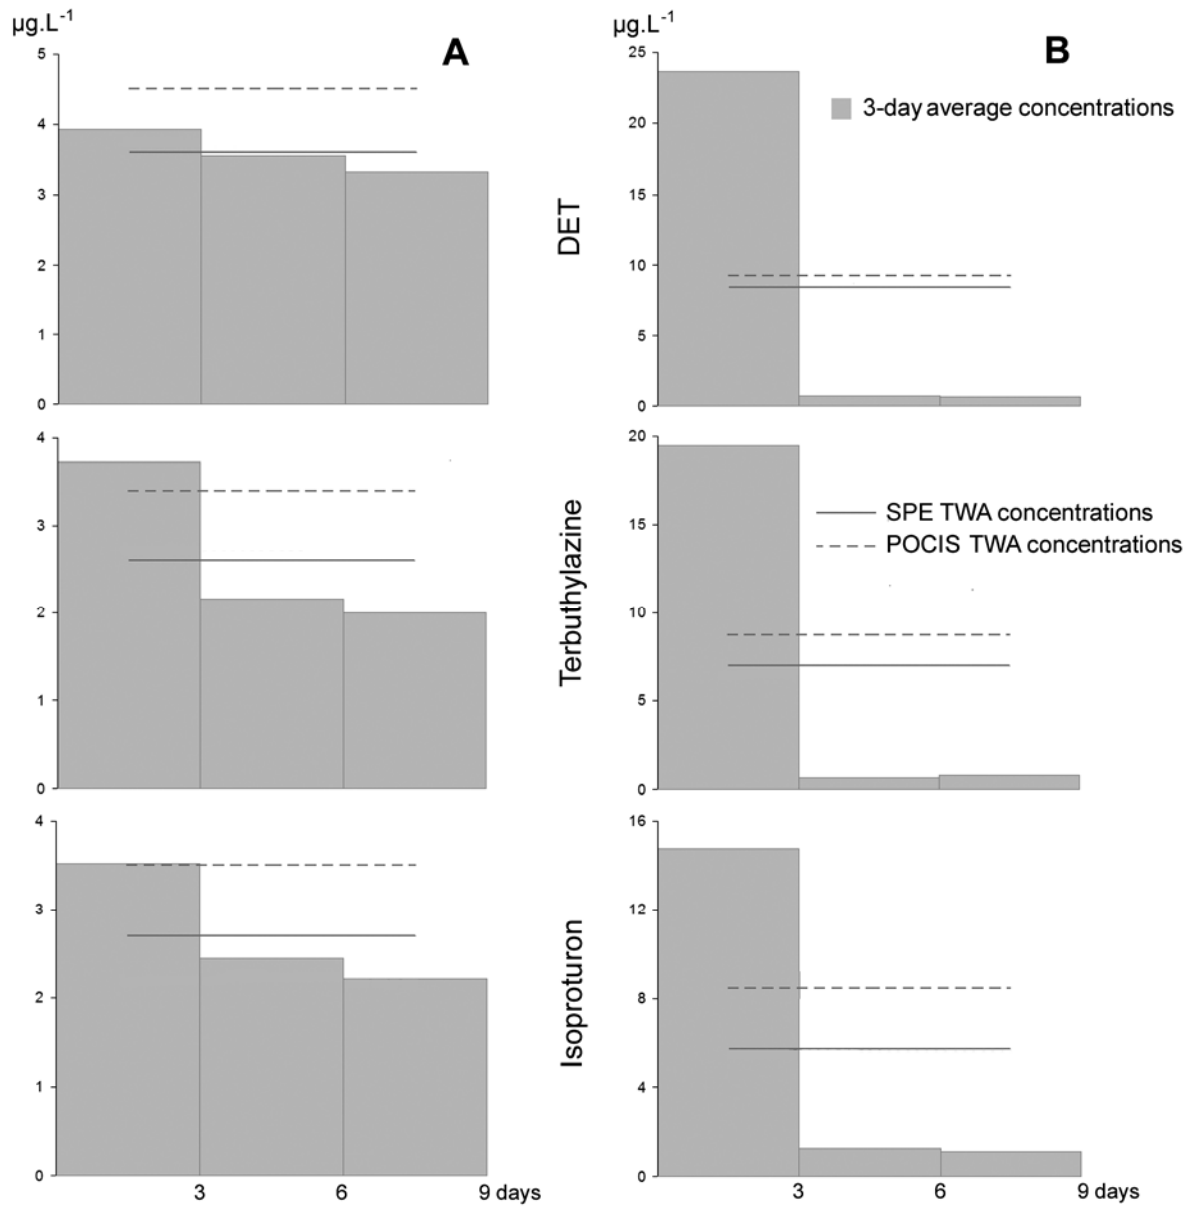 µg.L⁻¹
A
5
4
3
2
1
0
DET
µg.L⁻¹
B
25
20
15
10
5
0
3-day average concentrations
4
3
2
1
0
Terbuthylazine
20
15
10
5
0
SPE TWA concentrations
POCIS TWA concentrations
4
3
2
1
0
3 6 9 days
Isoproturon
16
12
8
4
0
3 6 9 days